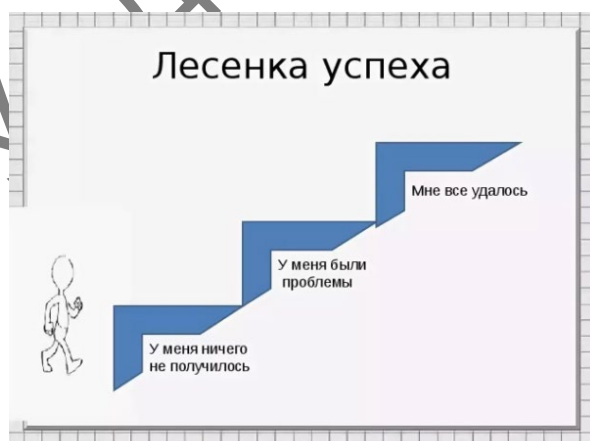 Лесенка успеха
Мне все удалось
У меня были
проблемы
У меня ничего
не получилось